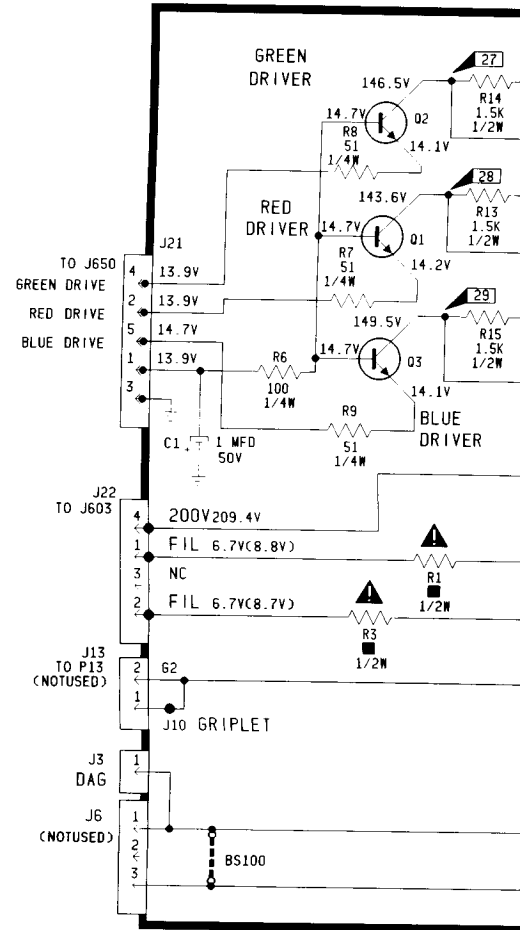 GREEN
DRIVER
146.5V
27
R14
1.5K
1/2W
14.7V
Q2
R8
51
1/4W
14.1V
RED
DRIVER
143.6V
28
R13
1.5K
1/2W
14.7V
Q1
R7
51
1/4W
14.2V
J21
TO J650
4 13.9V
GREEN DRIVE
2 13.9V
RED DRIVE
5 14.7V
BLUE DRIVE
1 13.9V
3
149.5V
29
R15
1.5K
1/2W
14.7V
Q3
R6
100
1/4W
14.1V
R9
51
1/4W
BLUE
DRIVER
C1 + 1 MFD
50V
J22
TO J603
4 200V 209.4V
1 FIL 6.7V(8.8V)
3 NC
2 FIL 6.7V(8.7V)
R1
1/2W
R3
1/2W
J13
TO P13
(NOTUSED)
2 G2
1
J10 GRIPLET
J3
DAG
1
J6
(NOTUSED)
1
2
3
BS100